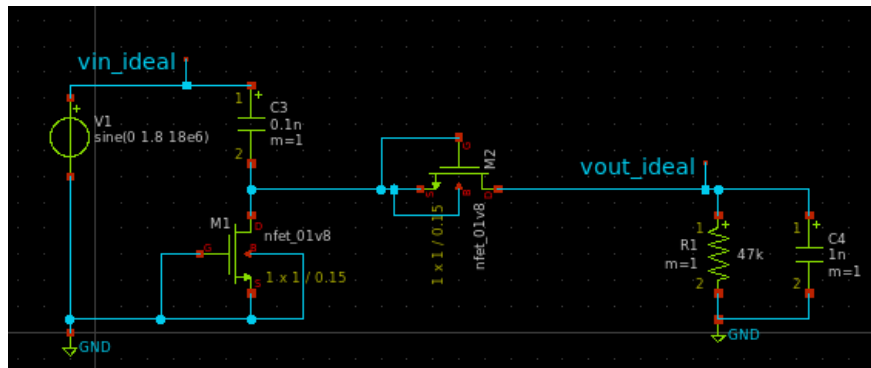 vin_ideal
V1
sine(0 1.8 18e6)
1
C3
0.1n
m=1
2
M1
D
G
B
S
nfet_01v8
1 x 1 / 0.15
G
M2
S
B
D
1 x 1 / 0.15
nfet_01v8
vout_ideal
1
R1
m=1
47k
2
1
C4
1n
m=1
2
GND
GND